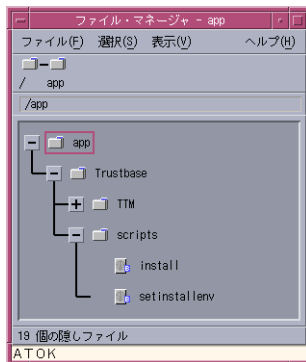 ファイル・マネージャ - app
ファイル(F) 選択(S) 表示(V) ヘルプ(H)
/ app
/app
app
Trustbase
TTM
scripts
install
setinstallenv
19 個の隠しファイル
ATOK